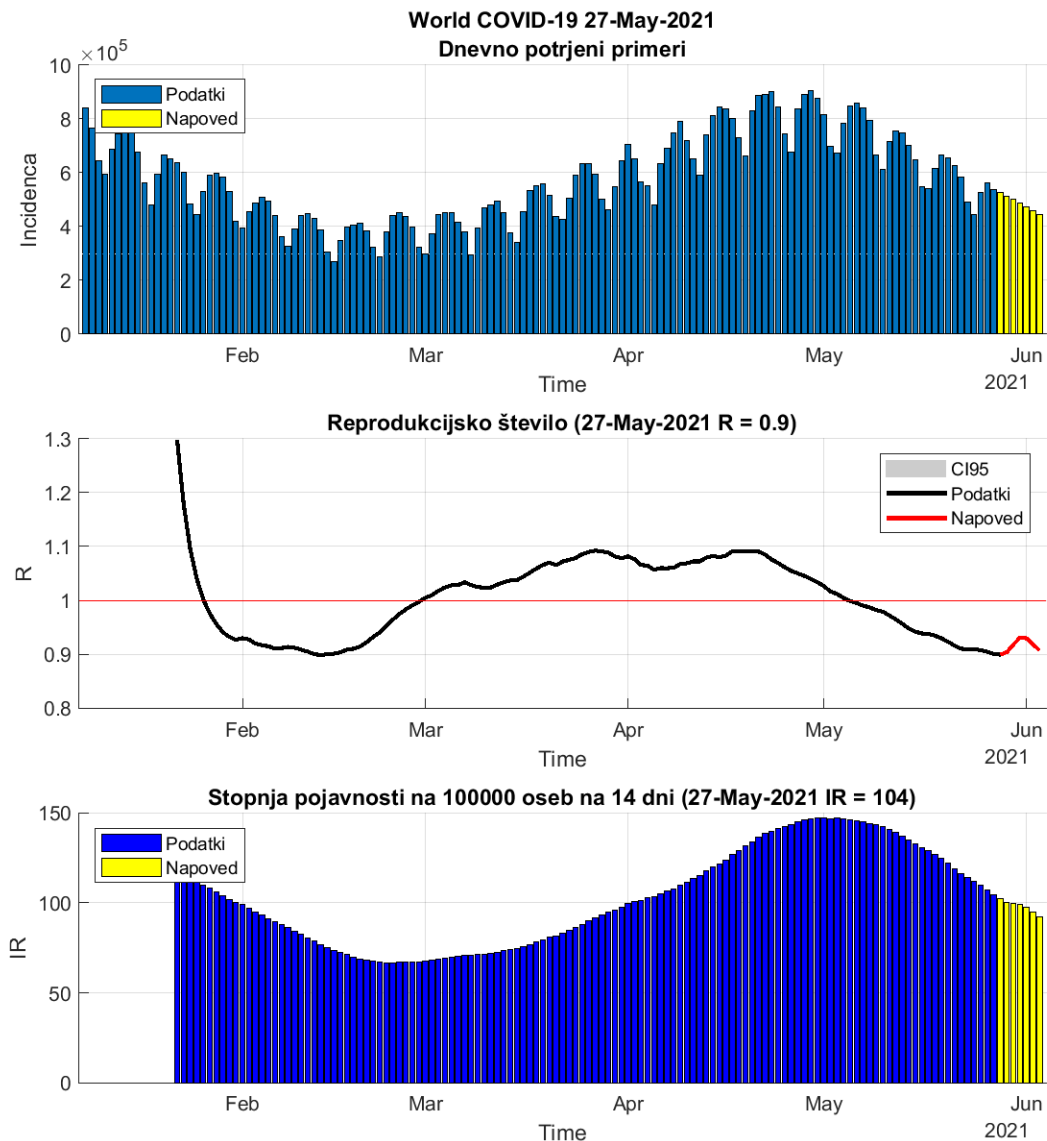 World COVID-19 27-May-2021
Dnevno potrjeni primeri
×10⁵
10
8
6
4
2
0
Incidenca
Podatki
Napoved
Feb Mar Apr May Jun
Time
2021
Reprodukcijsko število (27-May-2021 R = 0.9)
1.3
1.2
1.1
1
0.9
0.8
R
CI95
Podatki
Napoved
Feb Mar Apr May Jun
Time
2021
Stopnja pojavnosti na 100000 oseb na 14 dni (27-May-2021 IR = 104)
150
100
50
0
IR
Podatki
Napoved
Feb Mar Apr May Jun
Time
2021